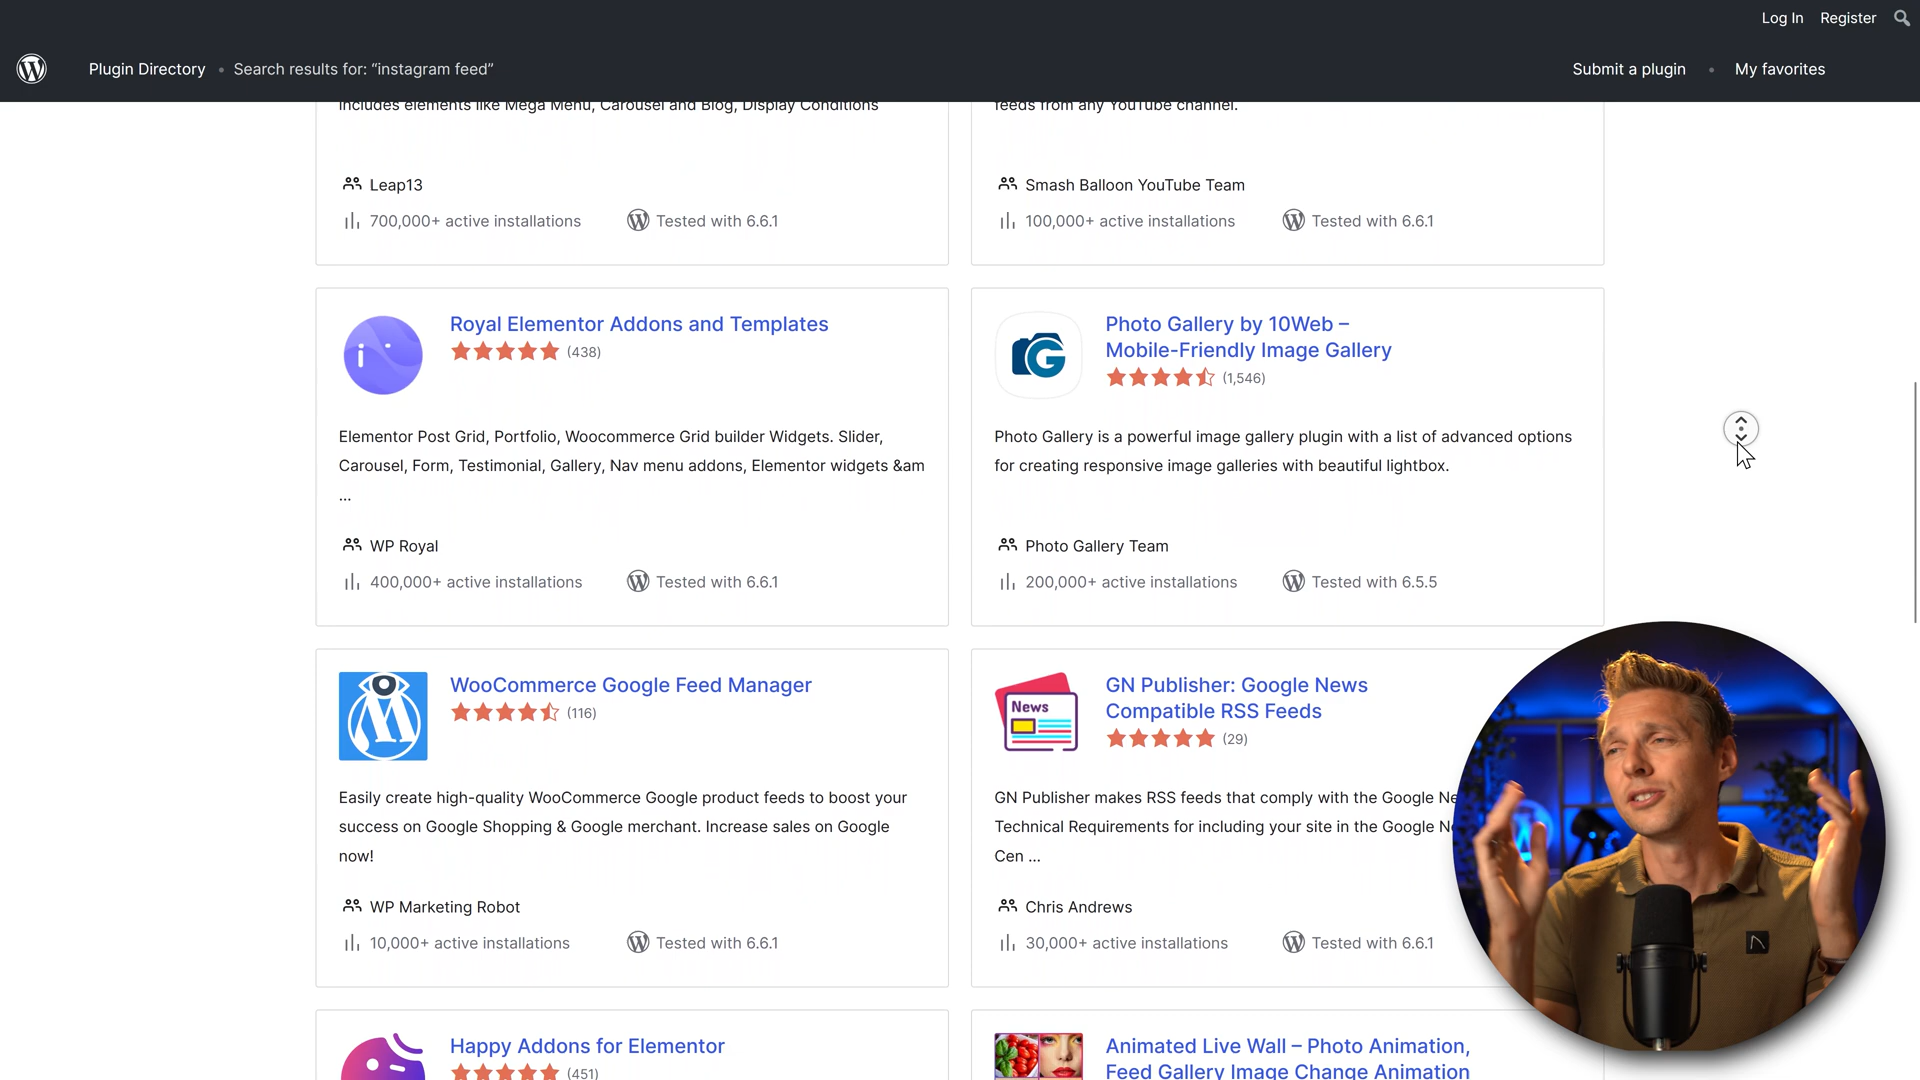 Log In Register
Plugin Directory • Search results for: “instagram feed”
Submit a plugin • My favorites
includes elements like Mega Menu, Carousel and Blog, Display Conditions
Leap13
700,000+ active installations Tested with 6.6.1
feeds from any YouTube channel.
Smash Balloon YouTube Team
100,000+ active installations Tested with 6.6.1
Royal Elementor Addons and Templates
(438)
Elementor Post Grid, Portfolio, Woocommerce Grid builder Widgets. Slider,
Carousel, Form, Testimonial, Gallery, Nav menu addons, Elementor widgets &am
...
WP Royal
400,000+ active installations Tested with 6.6.1
Photo Gallery by 10Web –
Mobile-Friendly Image Gallery
(1,546)
Photo Gallery is a powerful image gallery plugin with a list of advanced options
for creating responsive image galleries with beautiful lightbox.
Photo Gallery Team
200,000+ active installations Tested with 6.5.5
WooCommerce Google Feed Manager
(116)
Easily create high-quality WooCommerce Google product feeds to boost your
success on Google Shopping & Google merchant. Increase sales on Google
now!
WP Marketing Robot
10,000+ active installations Tested with 6.6.1
News
GN Publisher: Google News
Compatible RSS Feeds
(29)
GN Publisher makes RSS feeds that comply with the Google Ne
Technical Requirements for including your site in the Google N
Cen ...
Chris Andrews
30,000+ active installations Tested with 6.6.1
Happy Addons for Elementor
(451)
Animated Live Wall – Photo Animation,
Feed Gallery Image Change Animation